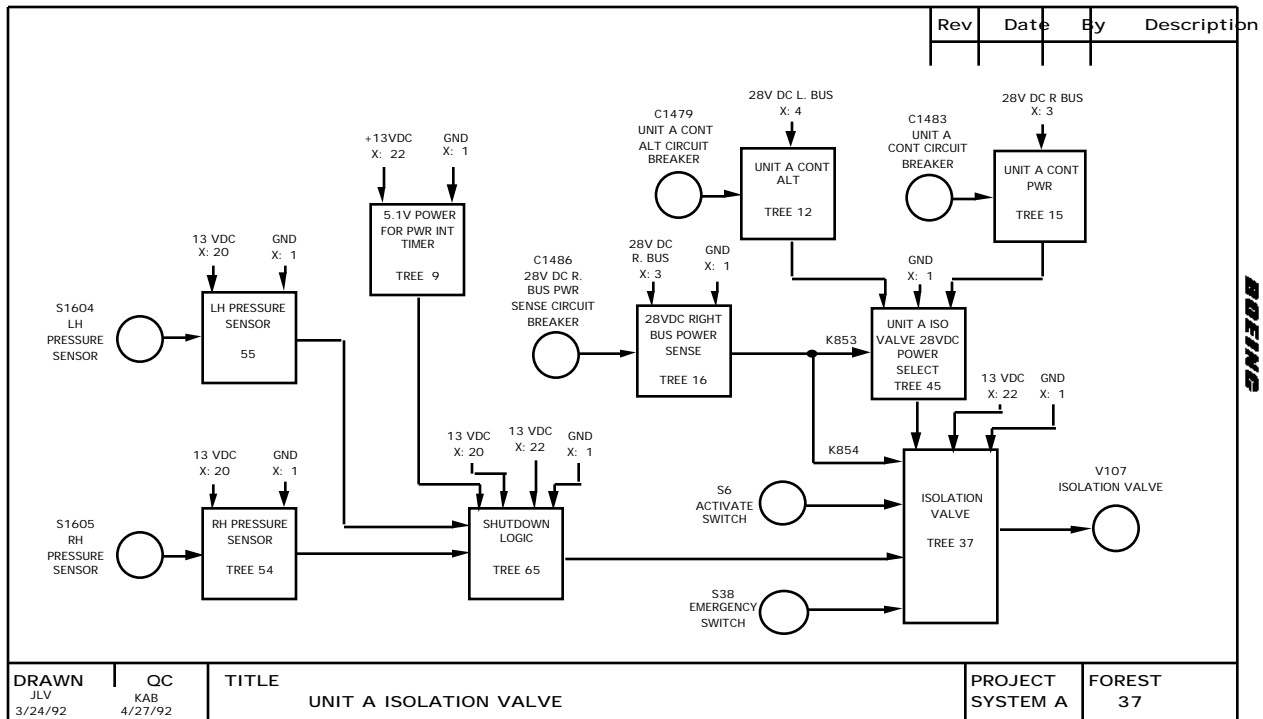 Rev Date By Description
28V DC L. BUS
X: 4
28V DC R BUS
X: 3
C1479
UNIT A CONT
ALT CIRCUIT
BREAKER
C1483
UNIT A
CONT CIRCUIT
BREAKER
+13VDC
X: 22
GND
X: 1
UNIT A CONT
ALT
TREE 12
UNIT A CONT
PWR
TREE 15
5.1V POWER
FOR PWR INT
TIMER
TREE 9
13 VDC
X: 20
GND
X: 1
C1486
28V DC R.
BUS PWR
SENSE CIRCUIT
BREAKER
28V DC
R. BUS
X: 3
GND
X: 1
GND
X: 1
S1604
LH
PRESSURE
SENSOR
LH PRESSURE
SENSOR
55
28VDC RIGHT
BUS POWER
SENSE
TREE 16
K853
UNIT A ISO
VALVE 28VDC
POWER
SELECT
TREE 45
13 VDC
X: 22
GND
X: 1
BOEING
13 VDC
X: 20
GND
X: 1
13 VDC
X: 20
13 VDC
X: 22
GND
X: 1
K854
S6
ACTIVATE
SWITCH
ISOLATION
VALVE
TREE 37
V107
ISOLATION VALVE
S1605
RH
PRESSURE
SENSOR
RH PRESSURE
SENSOR
TREE 54
SHUTDOWN
LOGIC
TREE 65
S38
EMERGENCY
SWITCH
DRAWN
JLV
3/24/92
QC
KAB
4/27/92
TITLE
UNIT A ISOLATION VALVE
PROJECT
SYSTEM A
FOREST
37